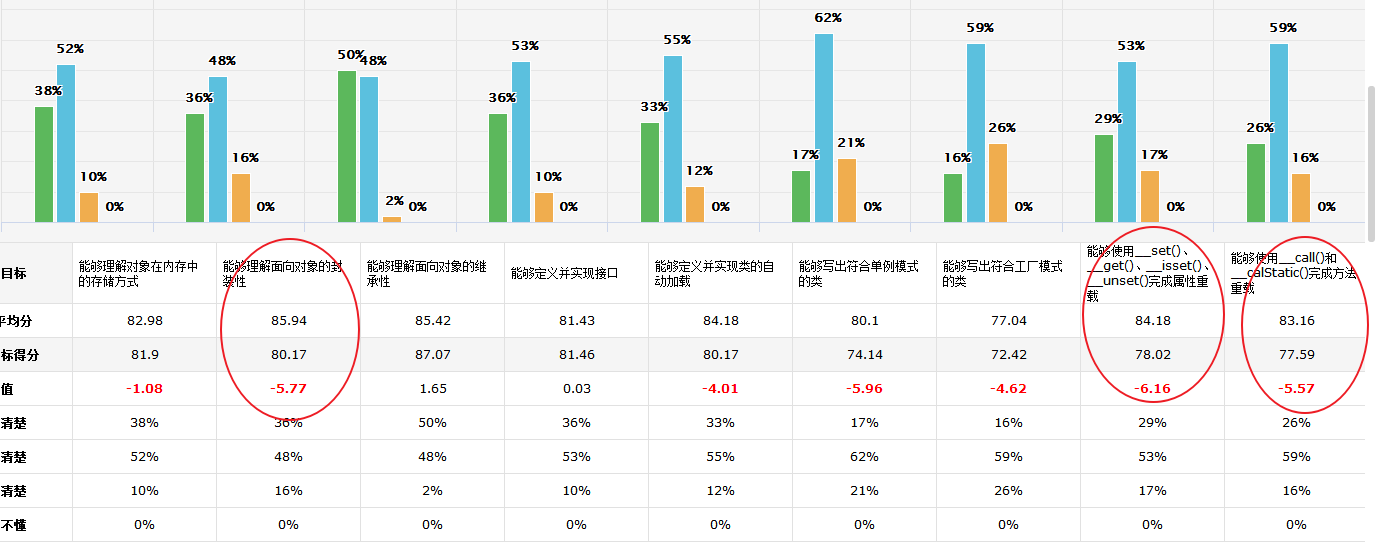 52% 48% 50% 48% 53% 55% 62% 59% 53% 59%
38% 36% 36% 33% 17% 21% 16% 26% 29% 17% 26% 16%
10% 0% 16% 0% 2% 0% 10% 0% 12% 0% 0% 0% 0% 0%
目标 能够理解对象在内存中的存储方式 能够理解面向对象的封装性 能够理解面向对象的继承性 能够定义并实现接口 能够定义并实现类的自动加载 能够写出符合单例模式的类 能够写出符合工厂模式的类 能够使用__set()、__get()、__isset()、__unset()完成属性重载 能够使用__call()和__calStatic()完成方法重载
平均分 82.98 85.94 85.42 81.43 84.18 80.1 77.04 84.18 83.16
标得分 81.9 80.17 87.07 81.46 80.17 74.14 72.42 78.02 77.59
值 -1.08 -5.77 1.65 0.03 -4.01 -5.96 -4.62 -6.16 -5.57
清楚 38% 36% 50% 36% 33% 17% 16% 29% 26%
清楚 52% 48% 48% 53% 55% 62% 59% 53% 59%
清楚 10% 16% 2% 10% 12% 21% 26% 17% 16%
不懂 0% 0% 0% 0% 0% 0% 0% 0% 0%